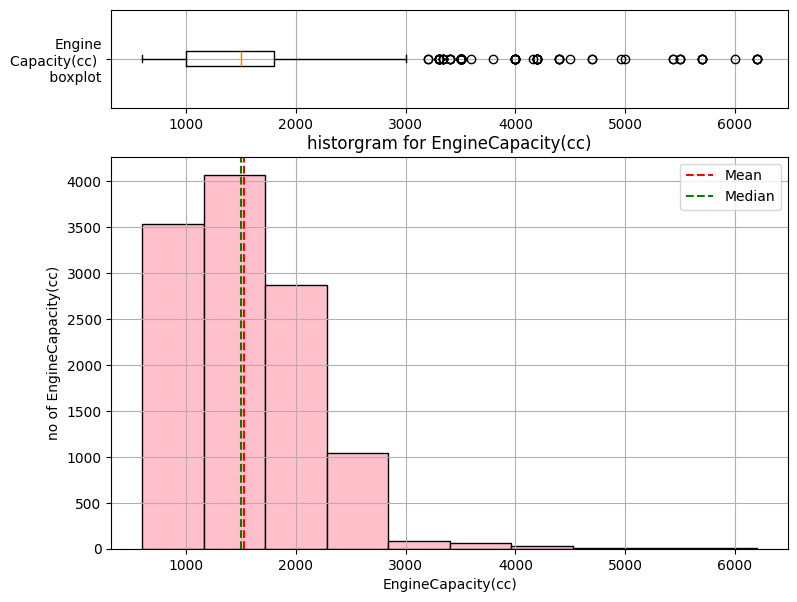 Engine
Capacity(cc)
boxplot
1000 2000 3000 4000 5000 6000
historgram for EngineCapacity(cc)
Mean
Median
4000
3500
3000
2500
2000
1500
1000
500
0
no of EngineCapacity(cc)
1000 2000 3000 4000 5000 6000
EngineCapacity(cc)